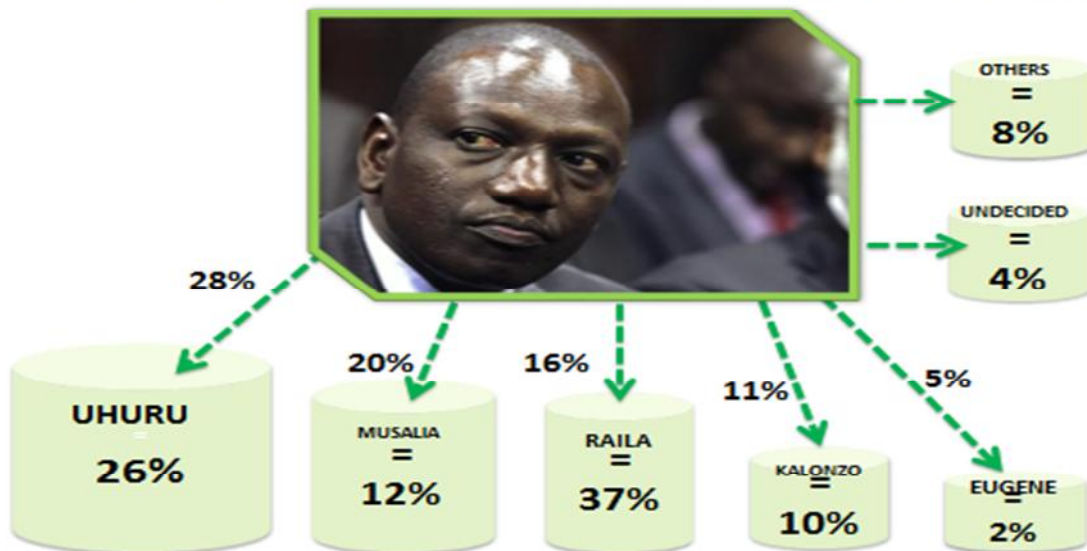 OTHERS
=
8%
UNDECIDED
=
4%
28%
20%
16%
11%
5%
UHURU
=
26%
MUSALIA
=
12%
RAILA
=
37%
KALONZO
=
10%
EUGENE
=
2%